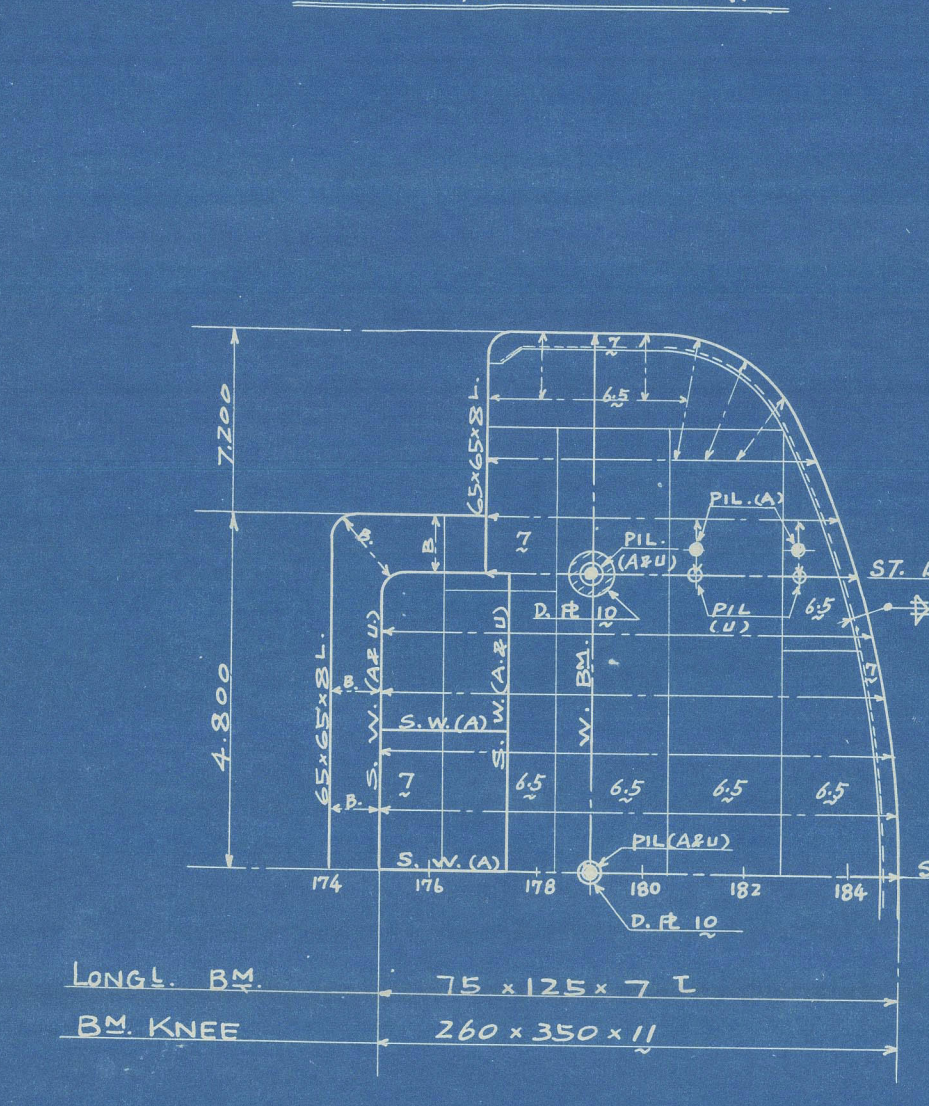 7
6.5
7.200
65×65×8 L.
PIL.(A)
B.
B
7
PIL.
(A&U)
ST.
D. PL 10
PIL
(U)
6.5
7
S. W. (A&U.)
S. W. (A.& U)
W. BM.
4.800
65×65×8 L.
B.
S. W. (A)
7
6.5
6.5
6.5
6.5
B.
S. W. (A)
PIL(A&U)
S
174
176
178
180
182
184
D. PL 10
LONGL. BM.
75 × 125 × 7 L
BM. KNEE
260 × 350 × 11